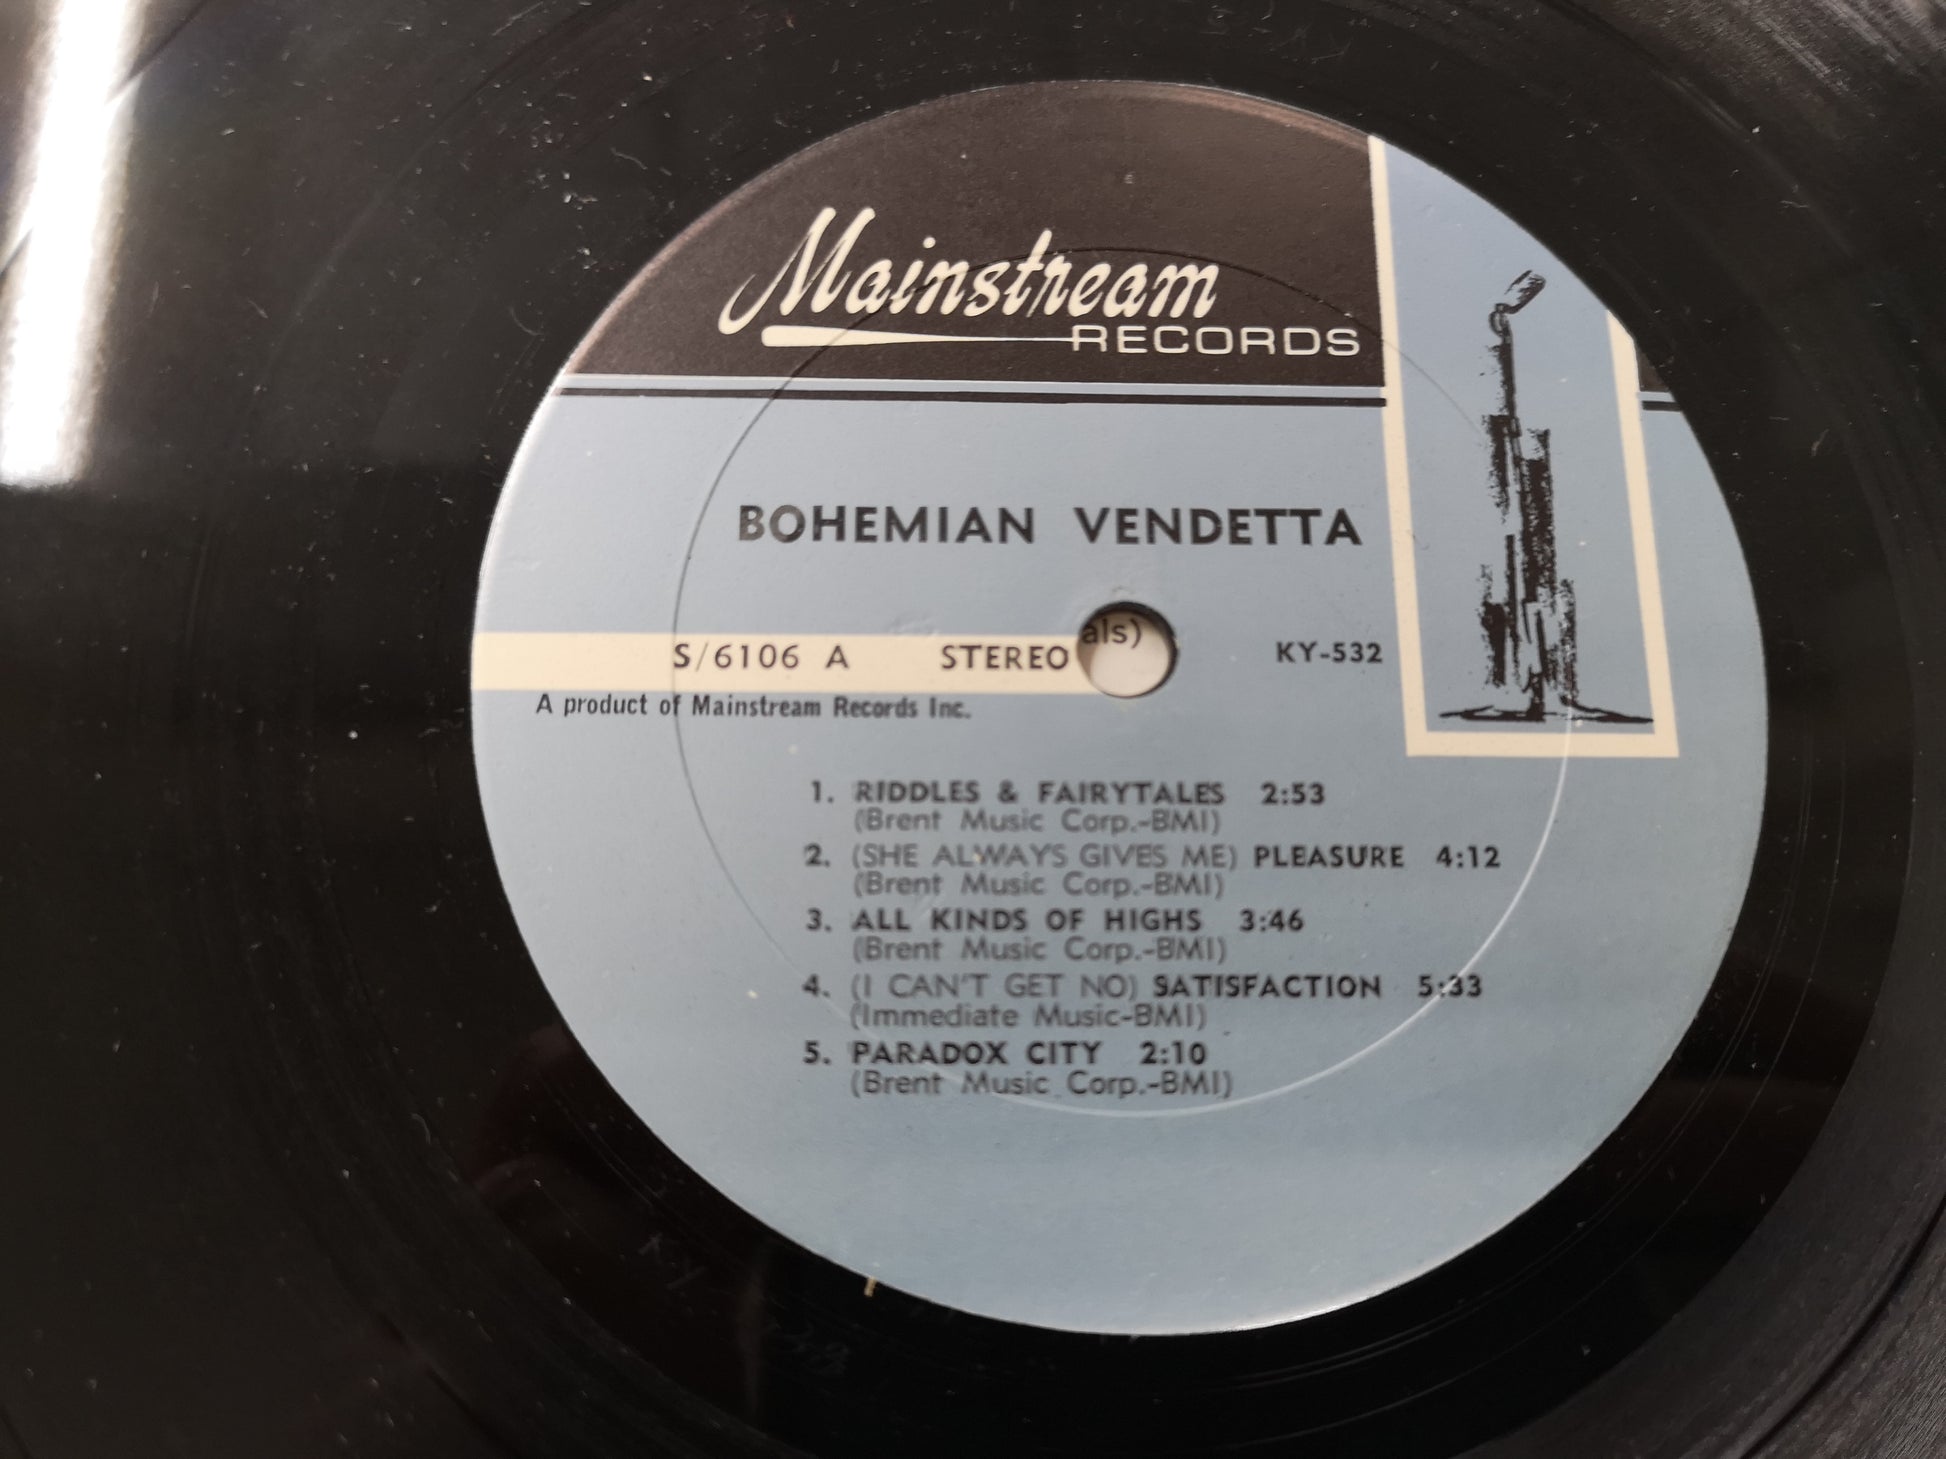 Mainstream
RECORDS
BOHEMIAN VENDETTA
S/6106 A STEREO als) KY-532
A product of Mainstream Records Inc.
1. RIDDLES & FAIRYTALES 2:53
(Brent Music Corp.-BMI)
2. (SHE ALWAYS GIVES ME) PLEASURE 4:12
(Brent Music Corp.-BMI)
3. ALL KINDS OF HIGHS 3:46
(Brent Music Corp.-BMI)
4. (I CAN'T GET NO) SATISFACTION 5:33
(Immediate Music-BMI)
5. PARADOX CITY 2:10
(Brent Music Corp.-BMI)